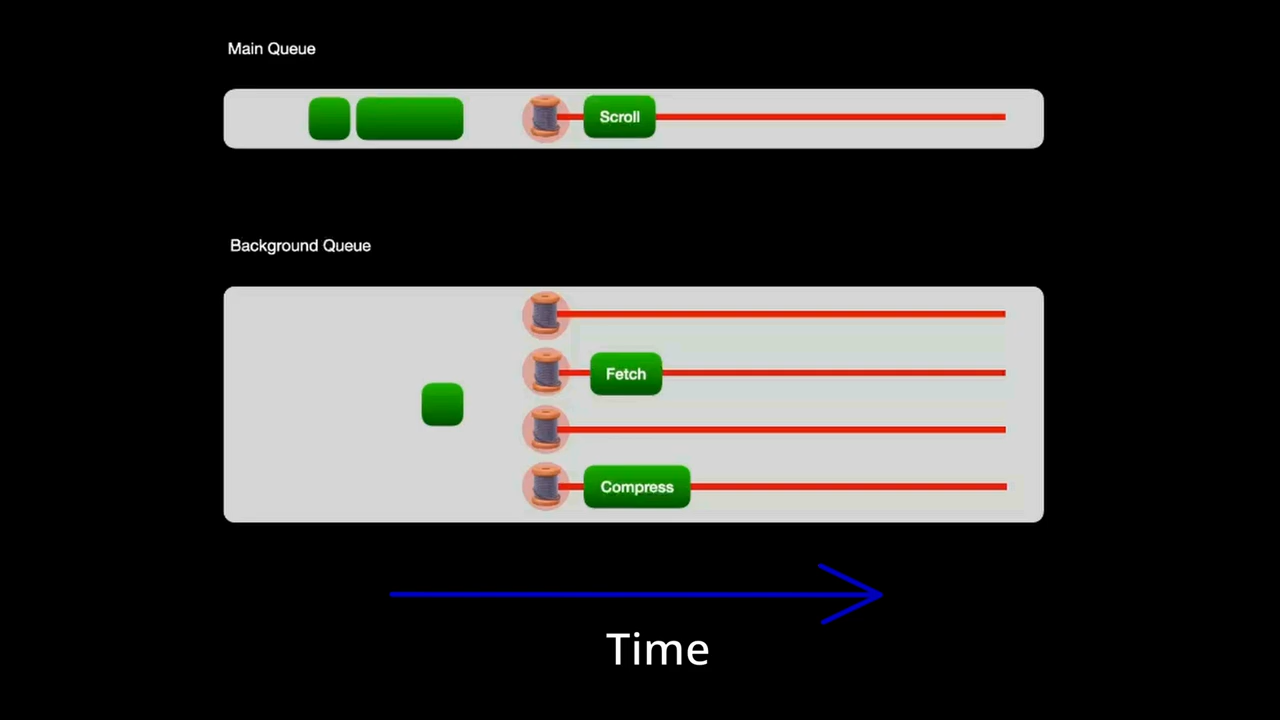 Main Queue
Scroll
Background Queue
Fetch
Compress
Time